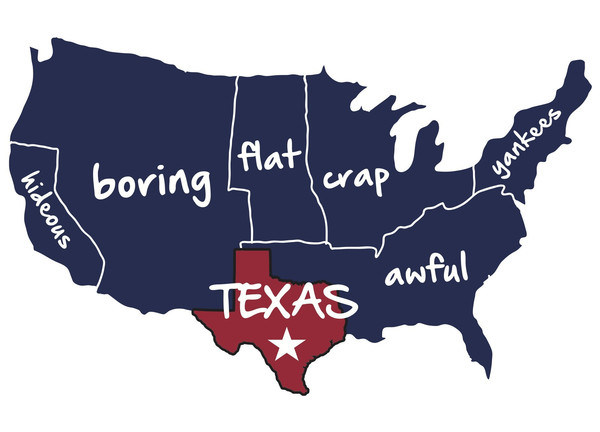 yankees
flat
crap
boring
hideous
awful
TEXAS